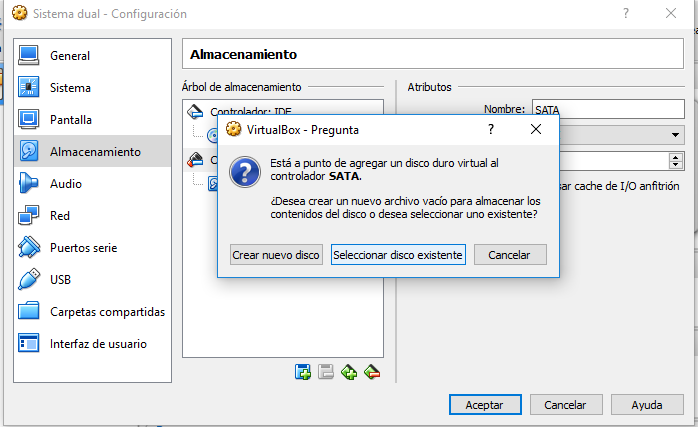 Sistema dual - Configuración
?
General
Sistema
Pantalla
Almacenamiento
Audio
Red
Puertos serie
USB
Carpetas compartidas
Interfaz de usuario
Almacenamiento
Árbol de almacenamiento
Controlador: IDE
Atributos
Nombre: SATA
VirtualBox - Pregunta
?
Está a punto de agregar un disco duro virtual al
controlador SATA.
¿Desea crear un nuevo archivo vacío para almacenar los
contenidos del disco o desea seleccionar uno existente?
Crear nuevo disco
Seleccionar disco existente
Cancelar
cache de I/O anfitrión
Aceptar
Cancelar
Ayuda